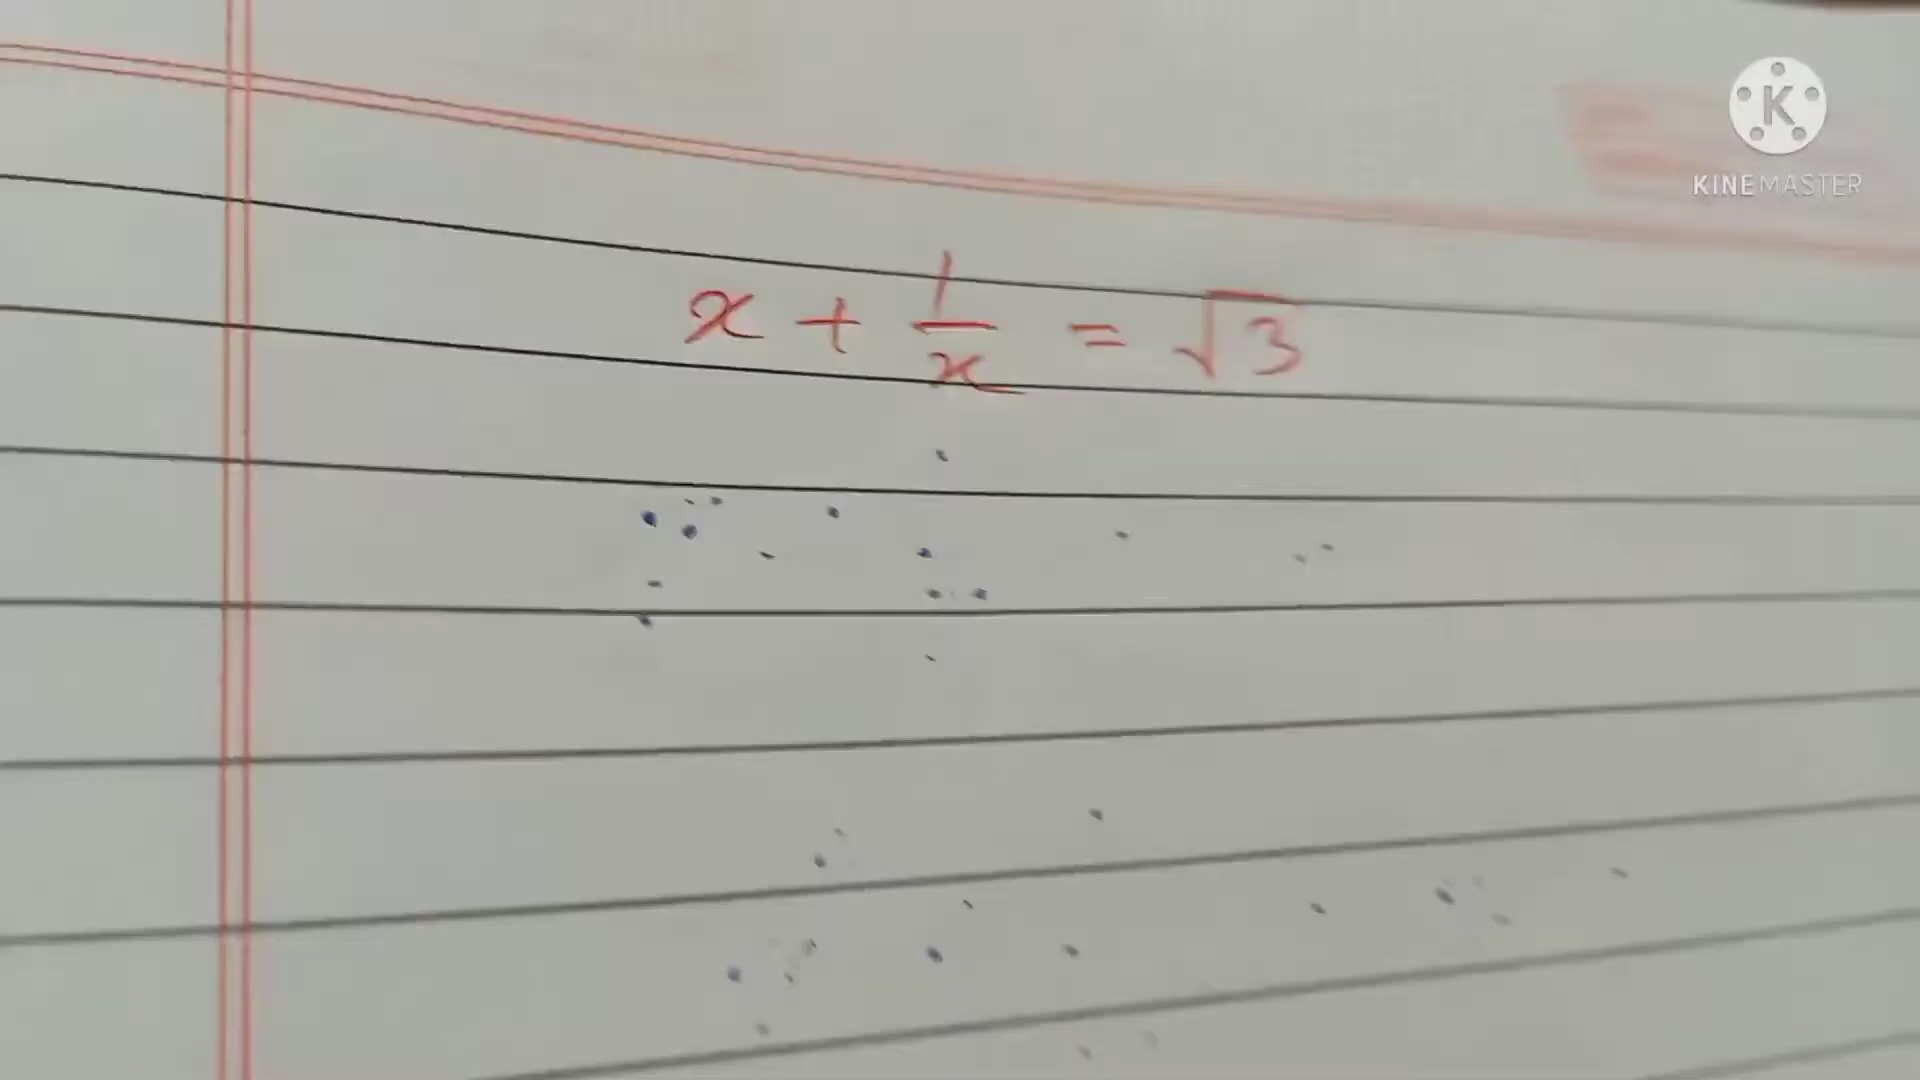 x + 1/x = √3
KINEMASTER